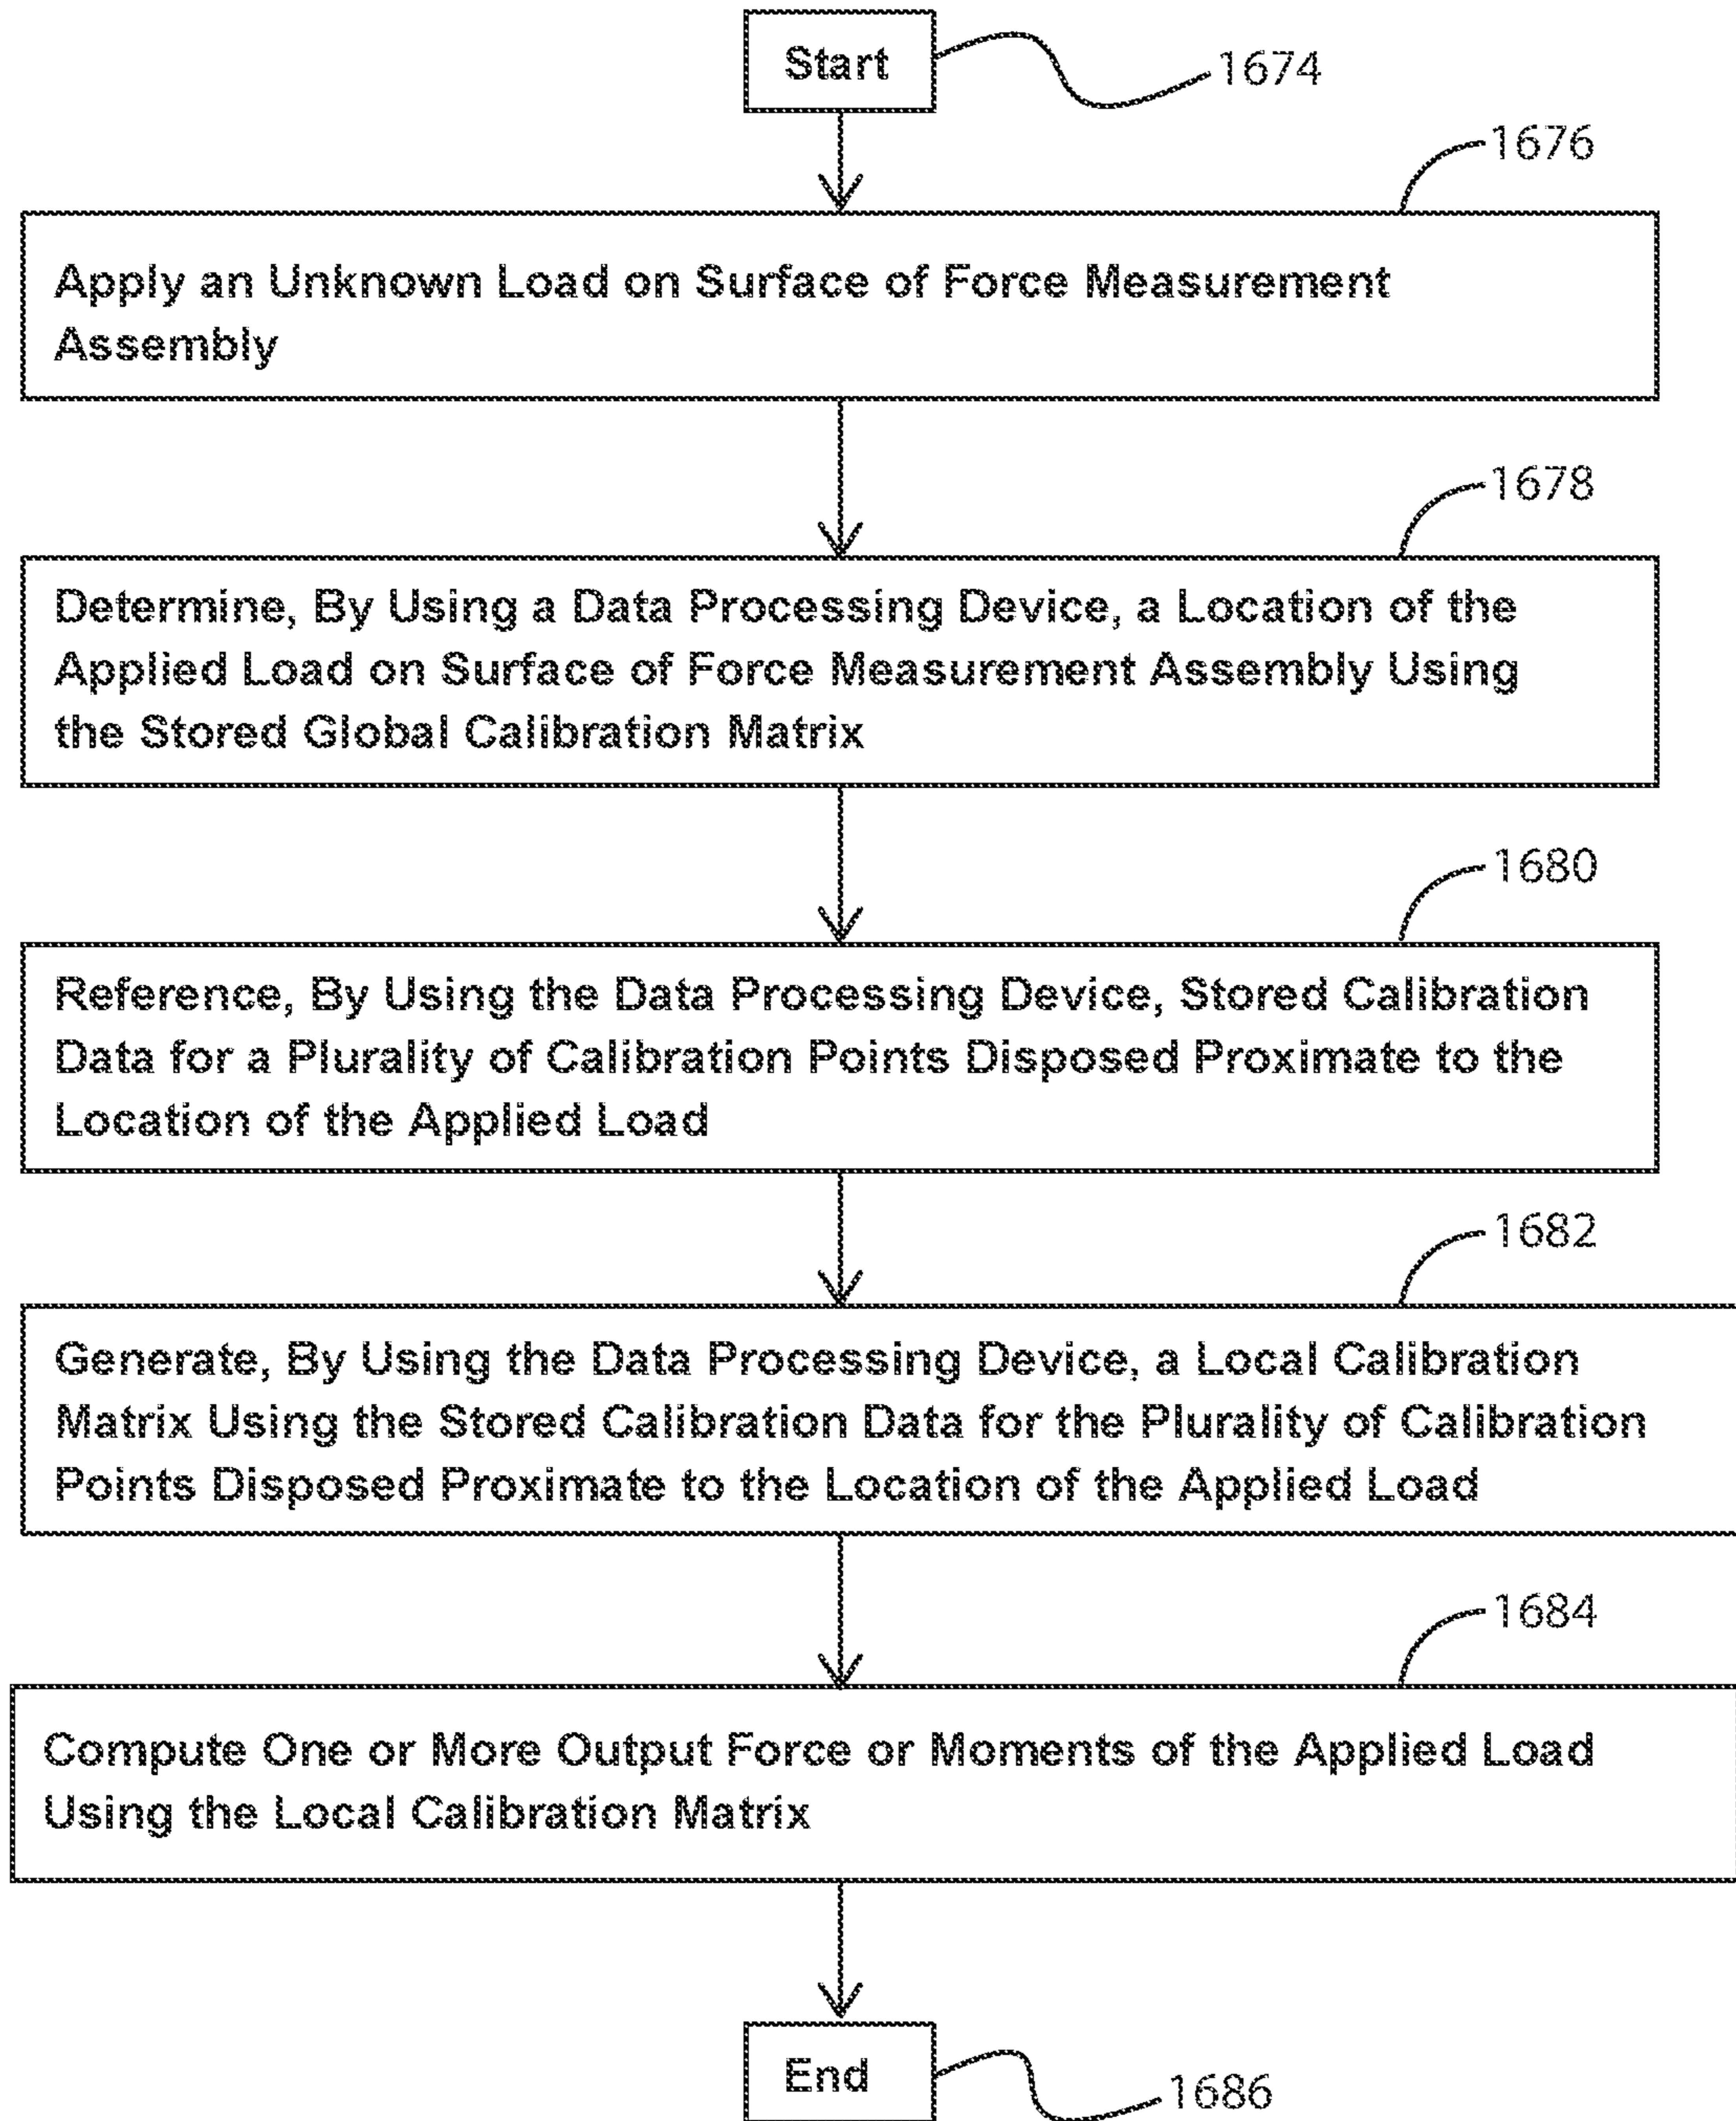 Start
1674
1676
Apply an Unknown Load on Surface of Force Measurement
Assembly
1678
Determine, By Using a Data Processing Device, a Location of the
Applied Load on Surface of Force Measurement Assembly Using
the Stored Global Calibration Matrix
1680
Reference, By Using the Data Processing Device, Stored Calibration
Data for a Plurality of Calibration Points Disposed Proximate to the
Location of the Applied Load
1682
Generate, By Using the Data Processing Device, a Local Calibration
Matrix Using the Stored Calibration Data for the Plurality of Calibration
Points Disposed Proximate to the Location of the Applied Load
1684
Compute One or More Output Force or Moments of the Applied Load
Using the Local Calibration Matrix
End
1686